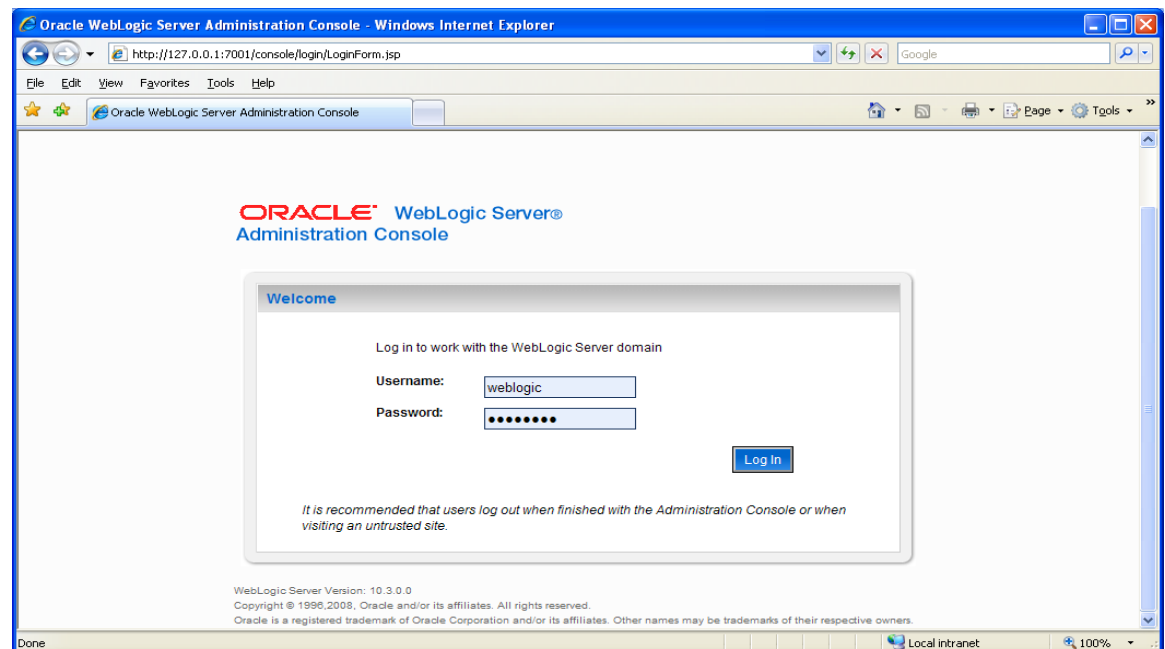 Oracle WebLogic Server Administration Console - Windows Internet Explorer
http://127.0.0.1:7001/console/login/LoginForm.jsp
Google
File Edit View Favorites Tools Help
Oracle WebLogic Server Administration Console
Page Tools »
ORACLE WebLogic Server®
Administration Console
Welcome
Log in to work with the WebLogic Server domain
Username: weblogic
Password: ●●●●●●●●
Log In
It is recommended that users log out when finished with the Administration Console or when
visiting an untrusted site.
WebLogic Server Version: 10.3.0.0
Copyright © 1996,2008, Oracle and/or its affiliates. All rights reserved.
Oracle is a registered trademark of Oracle Corporation and/or its affiliates. Other names may be trademarks of their respective owners.
Done Local intranet 100%